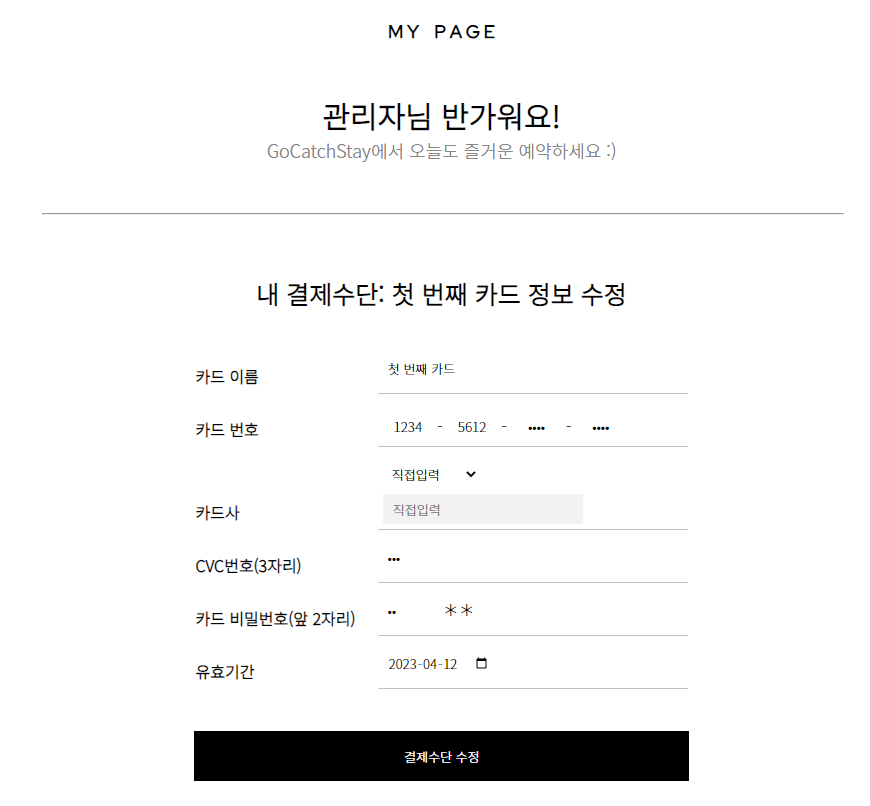 MY PAGE
관리자님 반가워요!
GoCatchStay에서 오늘도 즐거운 예약하세요 :)
내 결제수단: 첫 번째 카드 정보 수정
카드 이름 첫 번째 카드
카드 번호 1234 - 5612 - •••• - ••••
직접입력
카드사 직접입력
CVC번호(3자리) •••
카드 비밀번호(앞 2자리) •• **
유효기간 2023-04-12
결제수단 수정